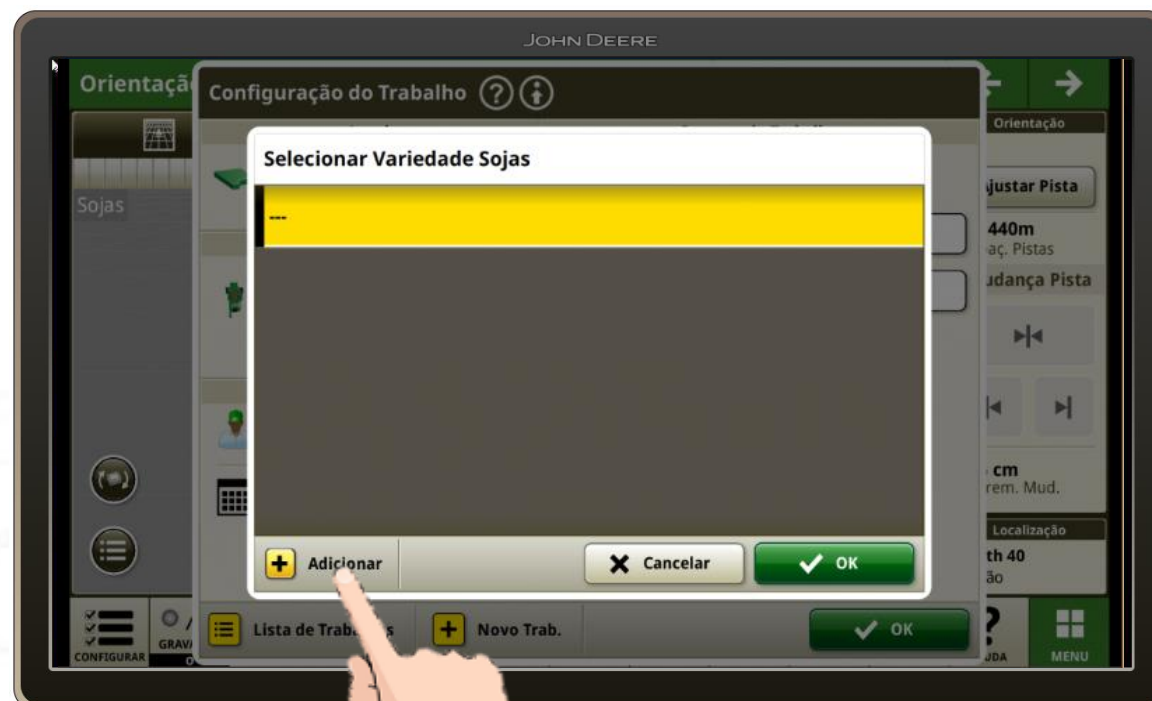 JOHN DEERE
Orientaçã
Configuração do Trabalho
Orientação
Selecionar Variedade Sojas
---
Sojas
Ajustar Pista
440m
aç. Pistas
udança Pista
cm
rem. Mud.
Localização
th 40
ão
+ Adicionar
Cancelar
OK
Lista de Trab s
+ Novo Trab.
OK
CONFIGURAR
GRAV
UDA
MENU